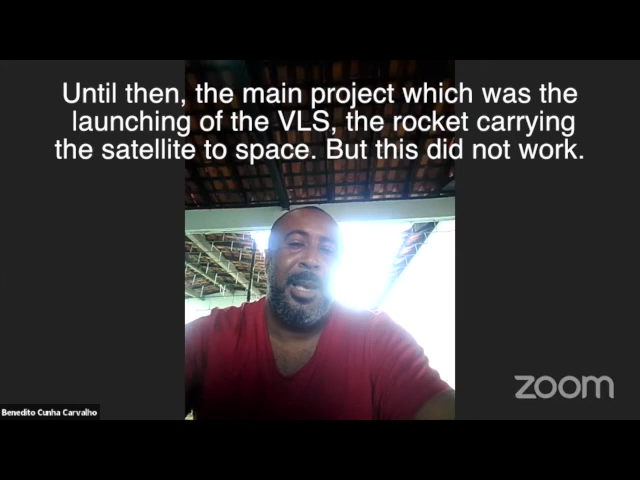 Until then, the main project which was the
launching of the VLS, the rocket carrying
the satellite to space. But this did not work.
zoom
Benedito Cunha Carvalho